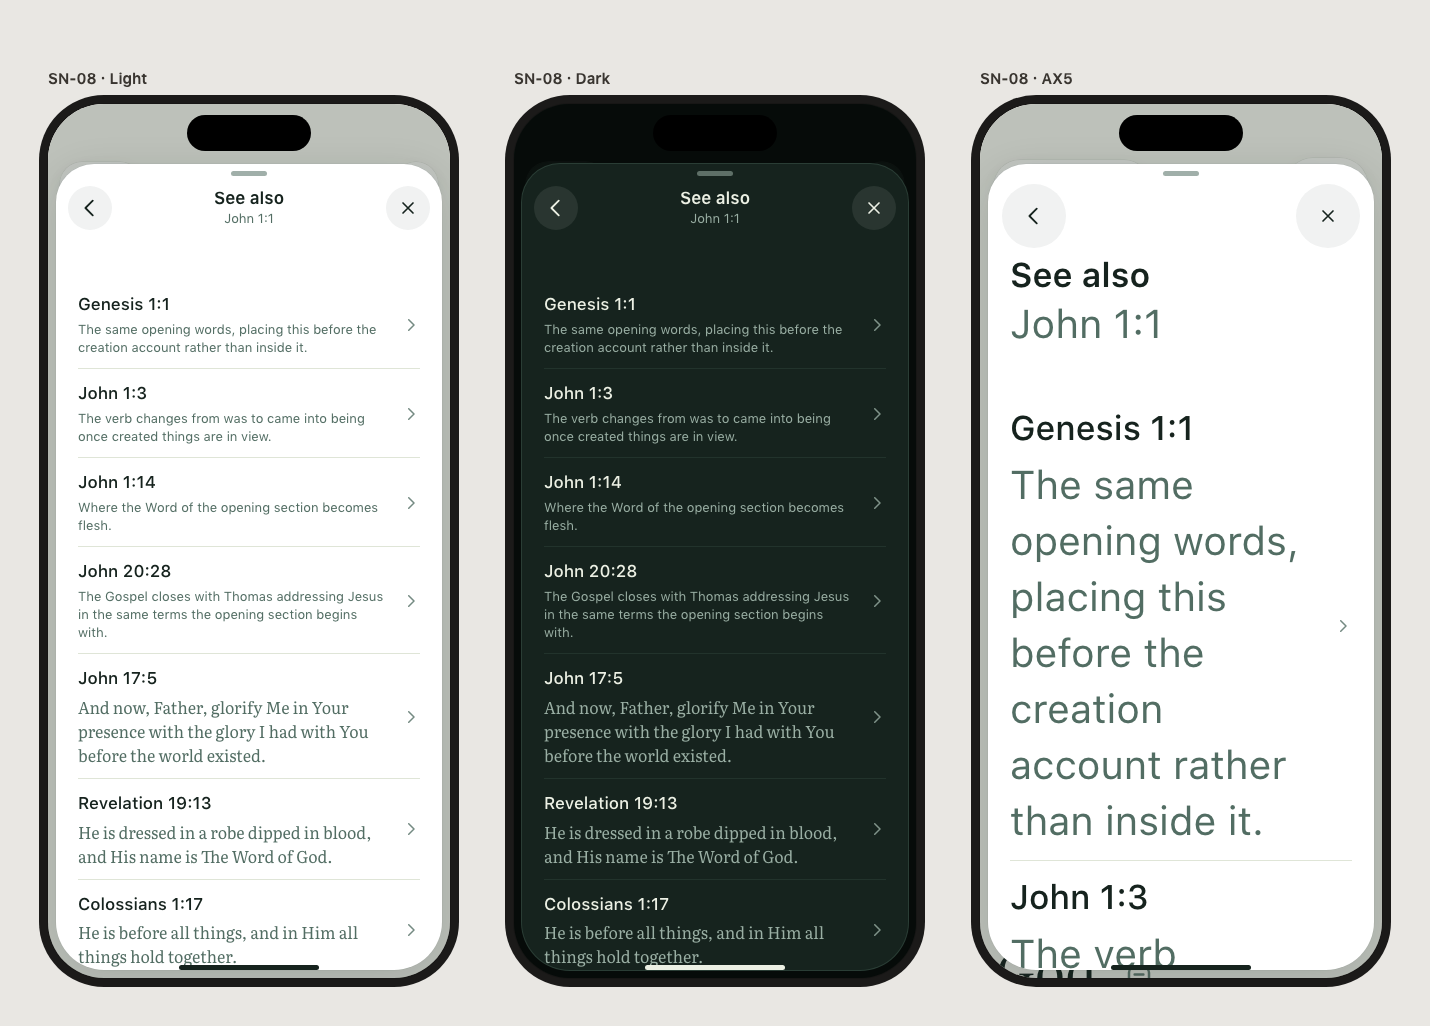 SN-08 · Light
See also
John 1:1
Genesis 1:1
The same opening words, placing this before the
creation account rather than inside it.
John 1:3
The verb changes from was to came into being
once created things are in view.
John 1:14
Where the Word of the opening section becomes
flesh.
John 20:28
The Gospel closes with Thomas addressing Jesus
in the same terms the opening section begins
with.
John 17:5
And now, Father, glorify Me in Your
presence with the glory I had with You
before the world existed.
Revelation 19:13
He is dressed in a robe dipped in blood,
and His name is The Word of God.
Colossians 1:17
He is before all things, and in Him all
things hold together.
SN-08 · Dark
See also
John 1:1
Genesis 1:1
The same opening words, placing this before the
creation account rather than inside it.
John 1:3
The verb changes from was to came into being
once created things are in view.
John 1:14
Where the Word of the opening section becomes
flesh.
John 20:28
The Gospel closes with Thomas addressing Jesus
in the same terms the opening section begins
with.
John 17:5
And now, Father, glorify Me in Your
presence with the glory I had with You
before the world existed.
Revelation 19:13
He is dressed in a robe dipped in blood,
and His name is The Word of God.
Colossians 1:17
He is before all things, and in Him all
things hold together.
SN-08 · AX5
See also
John 1:1
Genesis 1:1
The same
opening words,
placing this
before the
creation
account rather
than inside it.
John 1:3
The verb